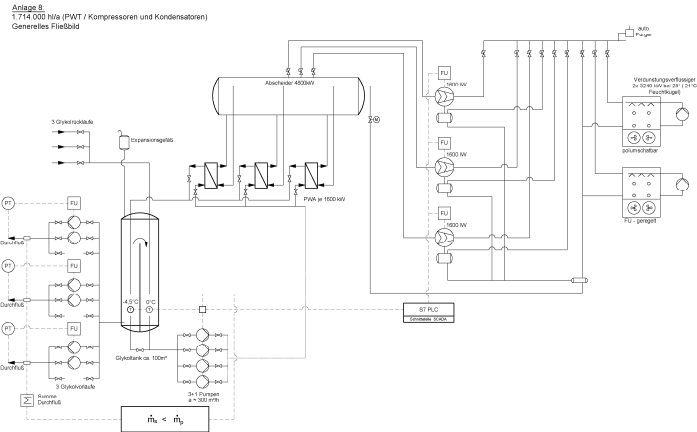 Anlage 8:
1.714.000 hl/a (PWT / Kompressoren und Kondensatoren)
Generelles Fließbild
auto.
Purger
Abscheider 4800kW
FU
1600 kW
Verdunstungsverflüssiger
2x 3240 kW bei 28° ( 21°C
Feuchtkugel)
M
3 Glykolrückläufe
Expansionsgefäß
polumschaltbar
FU
1600 kW
PWA je 1600 kW
PT
FU
Durchfluß
FU
1600 kW
FU - geregelt
PT
FU
Durchfluß
-4,5°C
0°C
T
T
S7 PLC
Schnittstelle SCADA
PT
FU
Durchfluß
Glykoltank ca. 100m³
3 Glykolvorläufe
3+1 Pumpen
a = 300 m³/h
Σ
Summe
Durchfluß
ṁs < ṁp